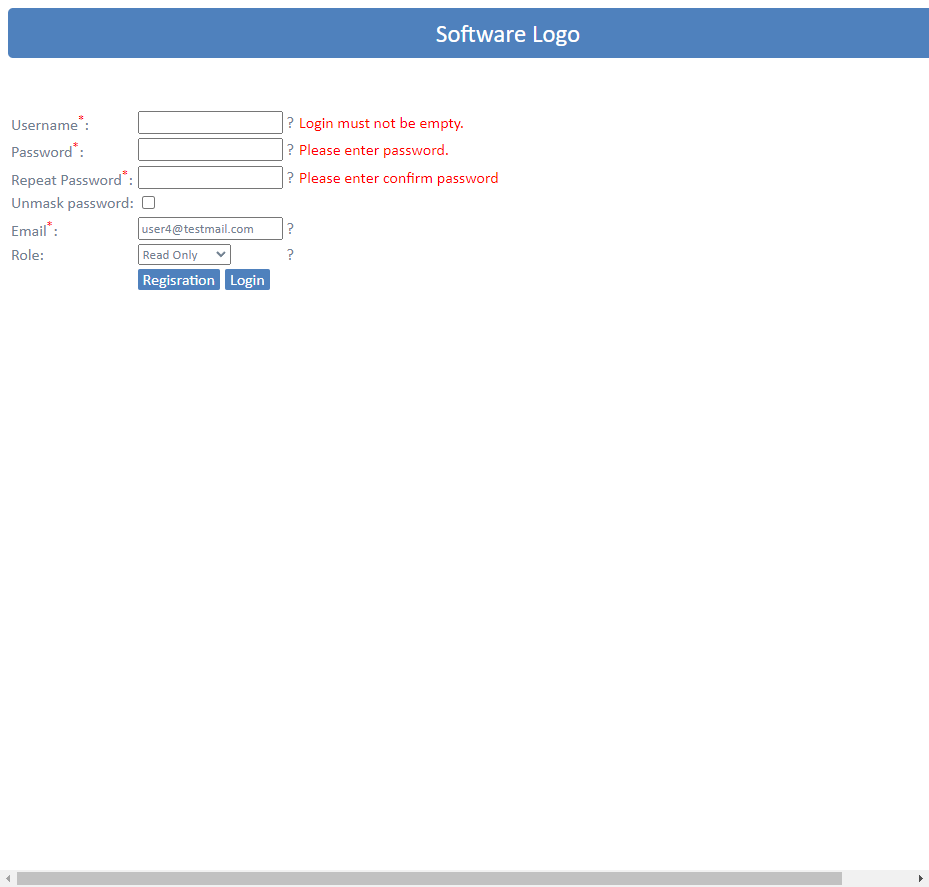 Software Logo
Username*: ? Login must not be empty.
Password*: ? Please enter password.
Repeat Password*: ? Please enter confirm password
Unmask password:
Email*: user4@testmail.com ?
Role: Read Only ?
Regisration Login